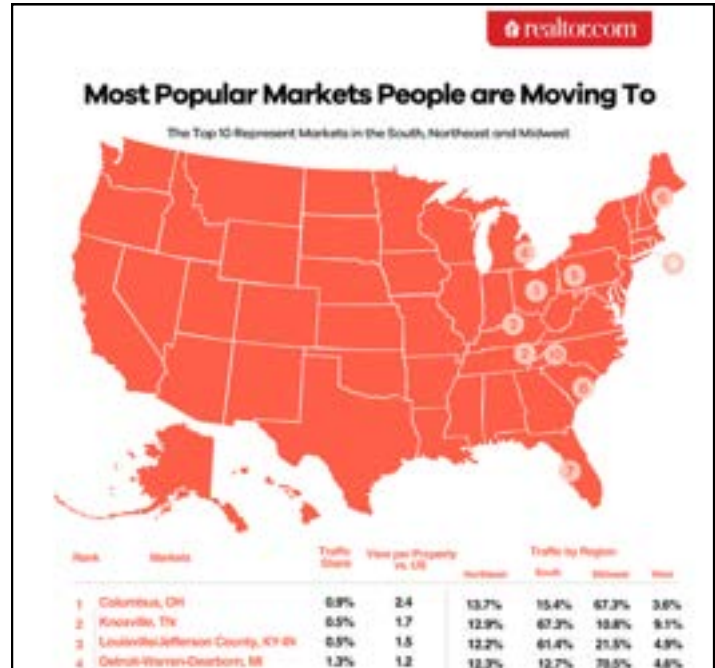 realtor.com
Most Popular Markets People are Moving To
The Top 10 Represent Markets in the South, Northeast and Midwest
Rank Markets Traffic Share View per Property vs. US Traffic by Region
Northeast South Midwest West
1 Columbus, OH 0.9% 2.4 13.7% 15.4% 67.3% 3.6%
2 Knoxville, TN 0.5% 1.7 12.9% 67.3% 10.8% 9.1%
3 Louisville/Jefferson County, KY-IN 0.5% 1.5 12.2% 61.4% 21.5% 4.9%
4 Detroit-Warren-Dearborn, MI 1.3% 1.2 12.3% 12.7% 70.5% 4.6%